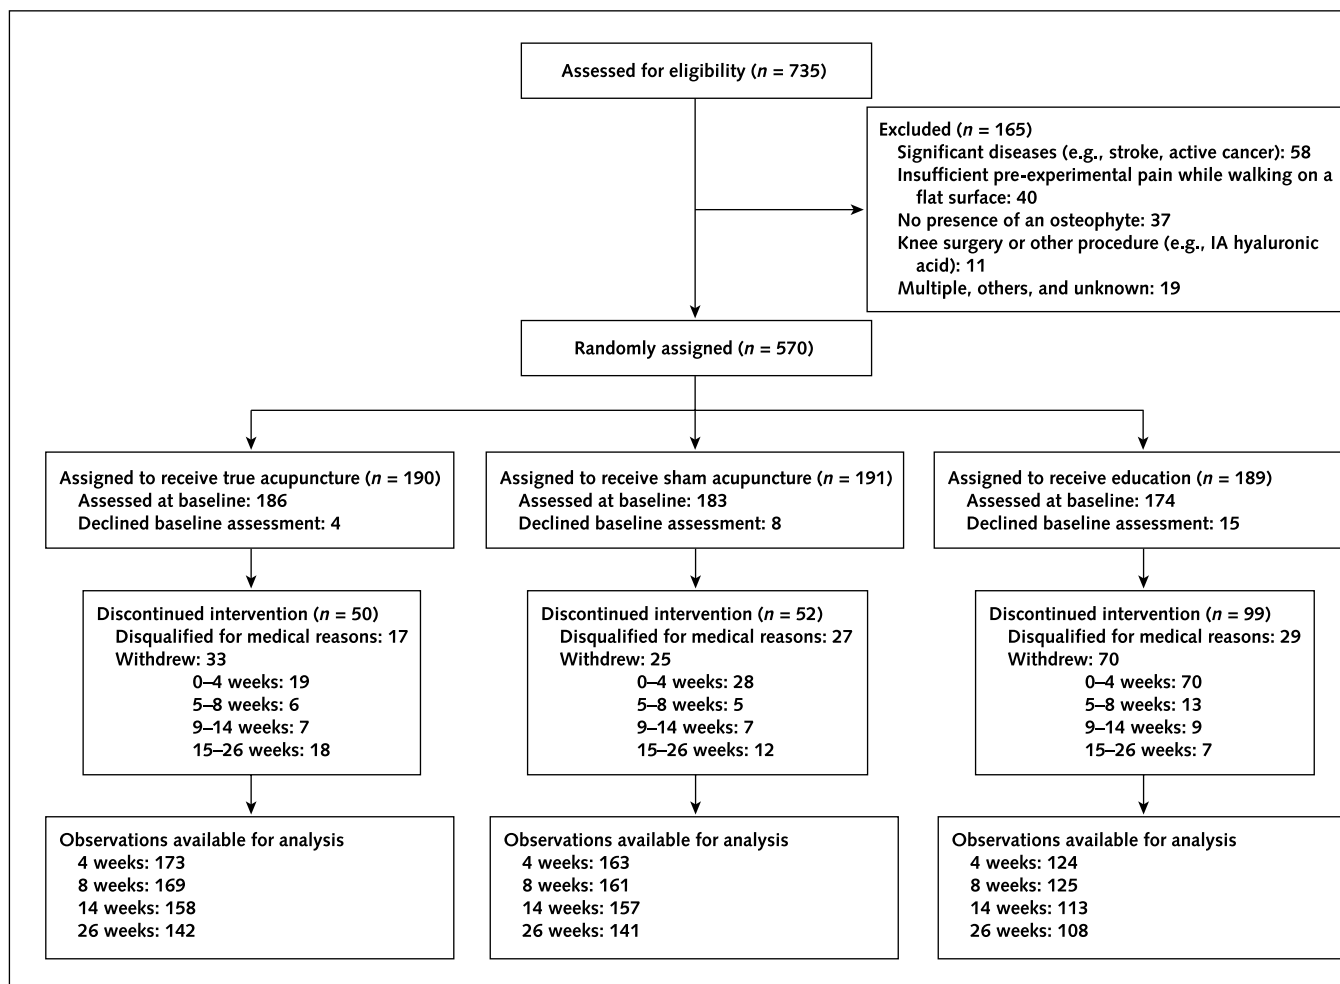 Assessed for eligibility (n = 735)
Excluded (n = 165)
Significant diseases (e.g., stroke, active cancer): 58
Insufficient pre-experimental pain while walking on a
flat surface: 40
No presence of an osteophyte: 37
Knee surgery or other procedure (e.g., IA hyaluronic
acid): 11
Multiple, others, and unknown: 19
Randomly assigned (n = 570)
Assigned to receive true acupuncture (n = 190)
Assessed at baseline: 186
Declined baseline assessment: 4
Assigned to receive sham acupuncture (n = 191)
Assessed at baseline: 183
Declined baseline assessment: 8
Assigned to receive education (n = 189)
Assessed at baseline: 174
Declined baseline assessment: 15
Discontinued intervention (n = 50)
Disqualified for medical reasons: 17
Withdrew: 33
0–4 weeks: 19
5–8 weeks: 6
9–14 weeks: 7
15–26 weeks: 18
Discontinued intervention (n = 52)
Disqualified for medical reasons: 27
Withdrew: 25
0–4 weeks: 28
5–8 weeks: 5
9–14 weeks: 7
15–26 weeks: 12
Discontinued intervention (n = 99)
Disqualified for medical reasons: 29
Withdrew: 70
0–4 weeks: 70
5–8 weeks: 13
9–14 weeks: 9
15–26 weeks: 7
Observations available for analysis
4 weeks: 173
8 weeks: 169
14 weeks: 158
26 weeks: 142
Observations available for analysis
4 weeks: 163
8 weeks: 161
14 weeks: 157
26 weeks: 141
Observations available for analysis
4 weeks: 124
8 weeks: 125
14 weeks: 113
26 weeks: 108